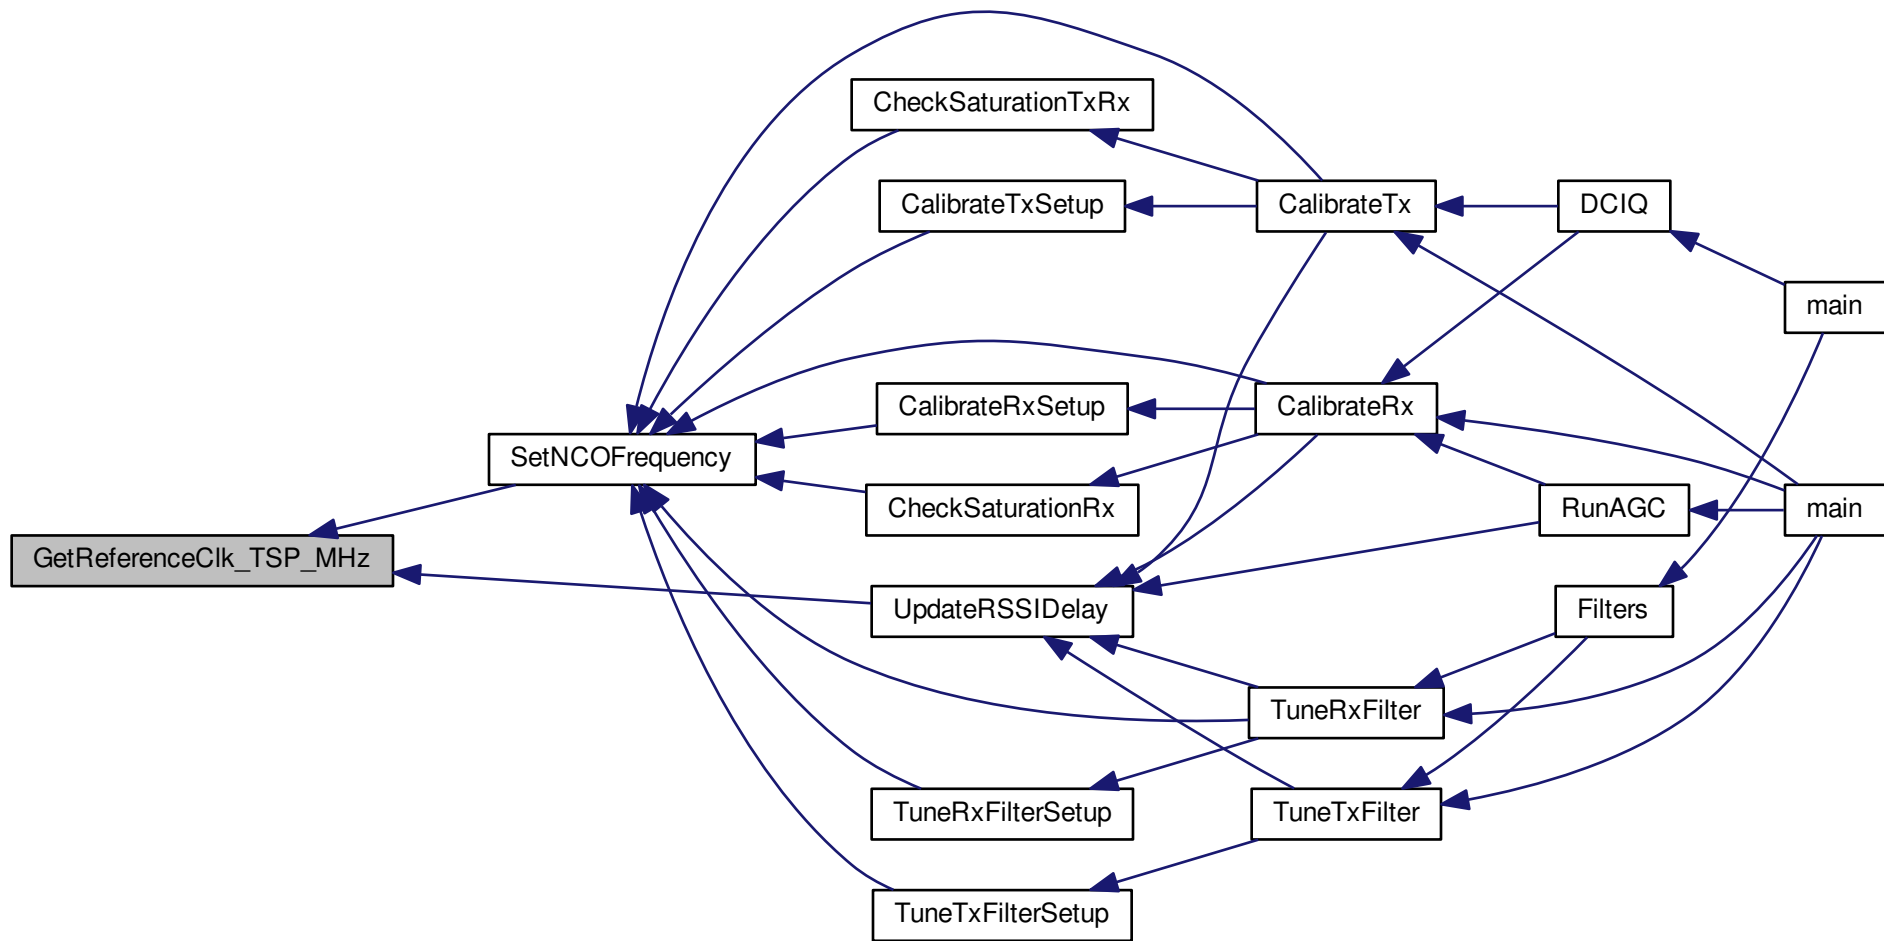 CheckSaturationTxRx
CalibrateTxSetup
CalibrateTx
DCIQ
main
CalibrateRxSetup
CalibrateRx
SetNCOFrequency
CheckSaturationRx
RunAGC
main
GetReferenceClk_TSP_MHz
UpdateRSSIDelay
Filters
TuneRxFilter
TuneRxFilterSetup
TuneTxFilter
TuneTxFilterSetup